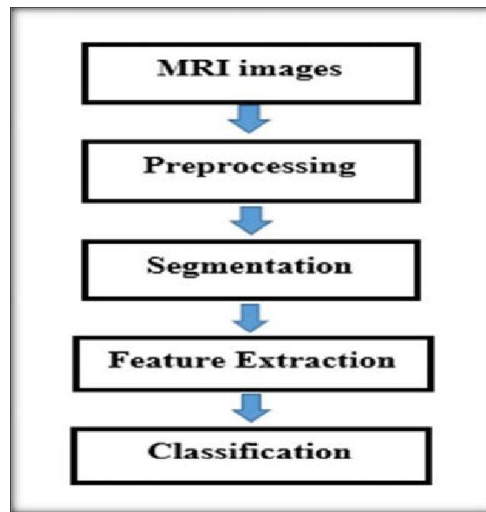 MRI images
Preprocessing
Segmentation
Feature Extraction
Classification